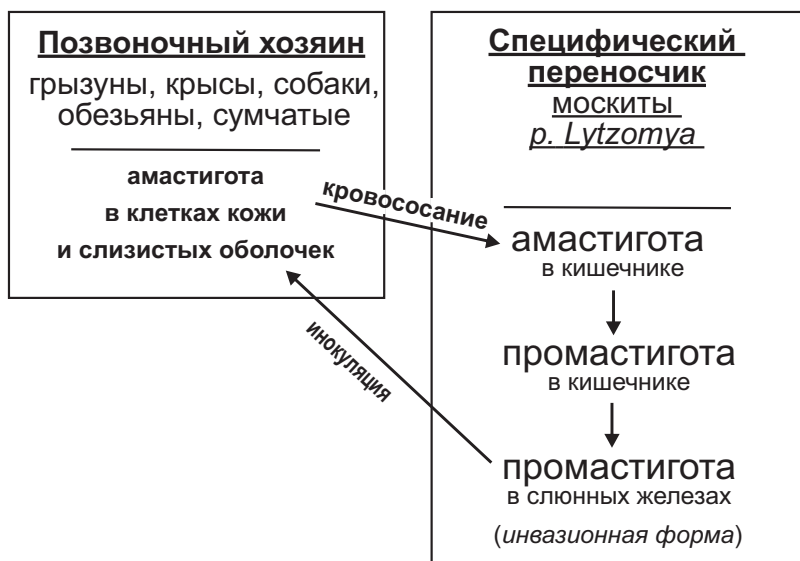 Позвоночный хозяин
грызуны, крысы, собаки,
обезьяны, сумчатые
амастигота
в клетках кожи
и слизистых оболочек
кровососание
инокуляция
Специфический
переносчик
москиты
р. Lytzomya
амастигота
в кишечнике
промастигота
в кишечнике
промастигота
в слюнных железах
(инвазионная форма)